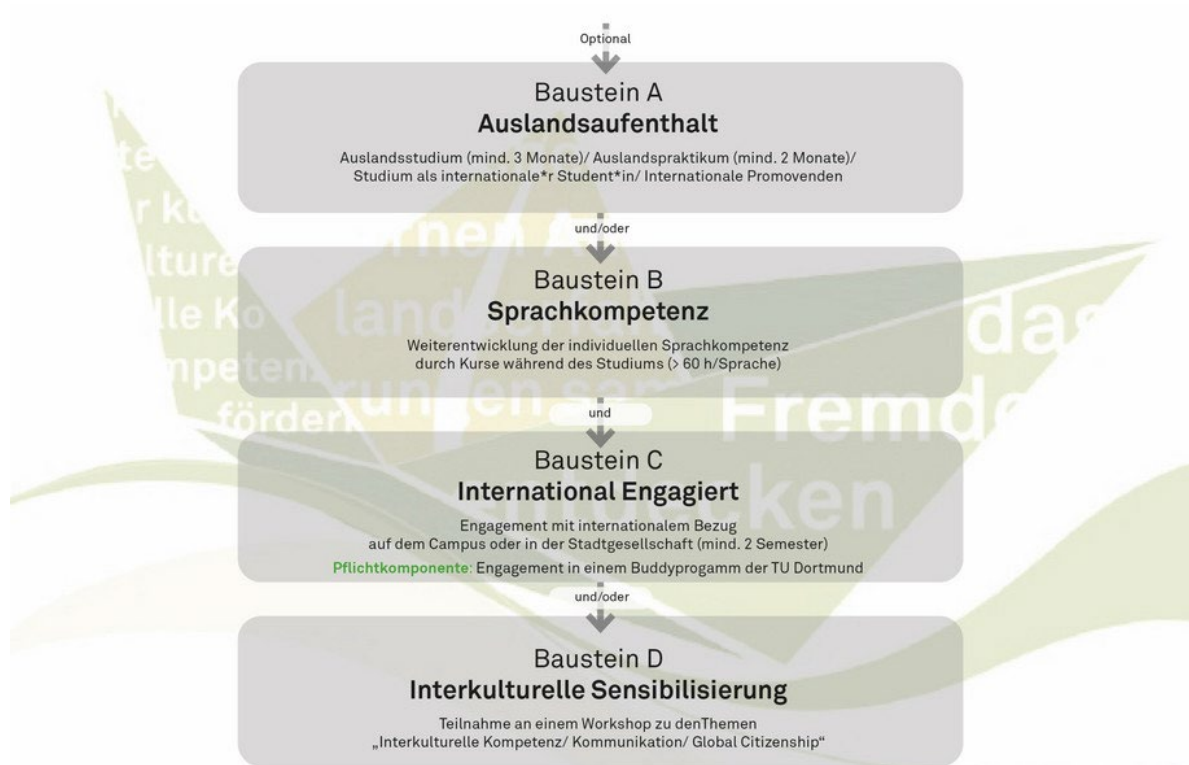 Optional
Baustein A
Auslandsaufenthalt
Auslandsstudium (mind. 3 Monate)/ Auslandspraktikum (mind. 2 Monate)/
Studium als internationale*r Student*in/ Internationale Promovenden
und/oder
Baustein B
Sprachkompetenz
Weiterentwicklung der individuellen Sprachkompetenz
durch Kurse während des Studiums (> 60 h/Sprache)
und
Baustein C
International Engagiert
Engagement mit internationalem Bezug
auf dem Campus oder in der Stadtgesellschaft (mind. 2 Semester)
Pflichtkomponente: Engagement in einem Buddyprogamm der TU Dortmund
und/oder
Baustein D
Interkulturelle Sensibilisierung
Teilnahme an einem Workshop zu denThemen
„Interkulturelle Kompetenz/ Kommunikation/ Global Citizenship“
das
Fremde
entdecken